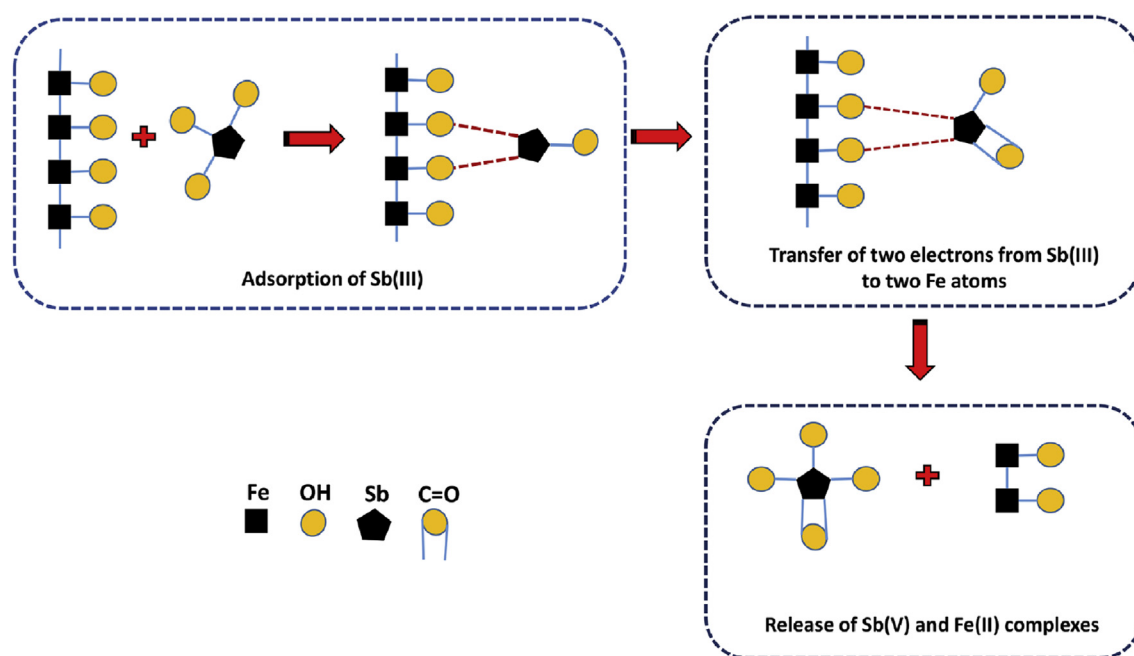 Adsorption of Sb(III)
Transfer of two electrons from Sb(III)
to two Fe atoms
Fe OH Sb C=O
Release of Sb(V) and Fe(II) complexes